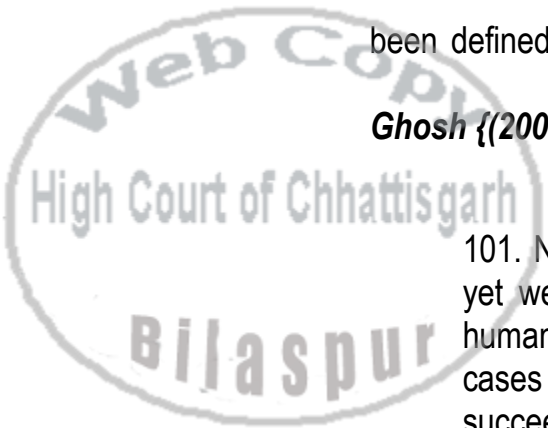 been defined
Ghosh {(200
101. N
yet we
human
cases
succee
Web Copy
High Court of Chhattisgarh
Bilaspur